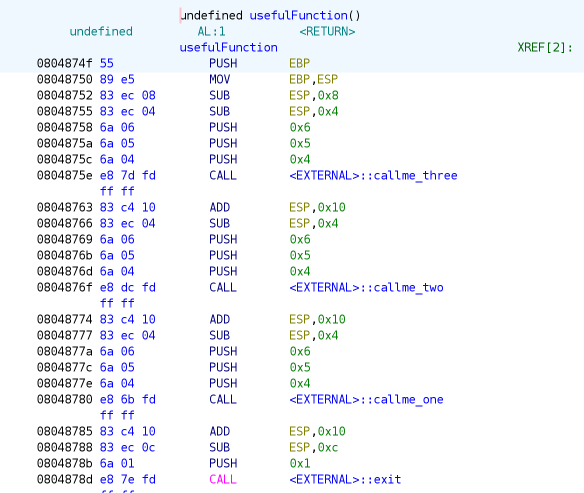 undefined usefulFunction()
undefined AL:1 <RETURN>
usefulFunction XREF[2]:
0804874f 55 PUSH EBP
08048750 89 e5 MOV EBP,ESP
08048752 83 ec 08 SUB ESP,0x8
08048755 83 ec 04 SUB ESP,0x4
08048758 6a 06 PUSH 0x6
0804875a 6a 05 PUSH 0x5
0804875c 6a 04 PUSH 0x4
0804875e e8 7d fd CALL <EXTERNAL>::callme_three
ff ff
08048763 83 c4 10 ADD ESP,0x10
08048766 83 ec 04 SUB ESP,0x4
08048769 6a 06 PUSH 0x6
0804876b 6a 05 PUSH 0x5
0804876d 6a 04 PUSH 0x4
0804876f e8 dc fd CALL <EXTERNAL>::callme_two
ff ff
08048774 83 c4 10 ADD ESP,0x10
08048777 83 ec 04 SUB ESP,0x4
0804877a 6a 06 PUSH 0x6
0804877c 6a 05 PUSH 0x5
0804877e 6a 04 PUSH 0x4
08048780 e8 6b fd CALL <EXTERNAL>::callme_one
ff ff
08048785 83 c4 10 ADD ESP,0x10
08048788 83 ec 0c SUB ESP,0xc
0804878b 6a 01 PUSH 0x1
0804878d e8 7e fd CALL <EXTERNAL>::exit